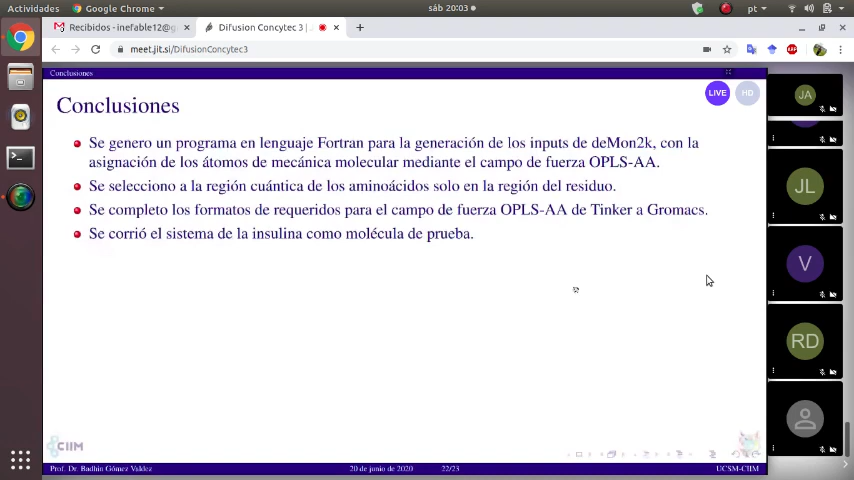 Actividades
Google Chrome
sáb 20:03
pt
Recibidos - inefable12@g
Difusion Concytec 3 | J
meet.jit.si/DifusionConcytec3
ABP
Conclusiones
LIVE
HD
Conclusiones
Se genero un programa en lenguaje Fortran para la generación de los inputs de deMon2k, con la
asignación de los átomos de mecánica molecular mediante el campo de fuerza OPLS-AA.
Se selecciono a la región cuántica de los aminoácidos solo en la región del residuo.
Se completo los formatos de requeridos para el campo de fuerza OPLS-AA de Tinker a Gromacs.
Se corrió el sistema de la insulina como molécula de prueba.
JA
JL
V
RD
CIIM
Prof. Dr. Badhin Gómez Valdez
20 de junio de 2020
22/23
UCSM-CIIM